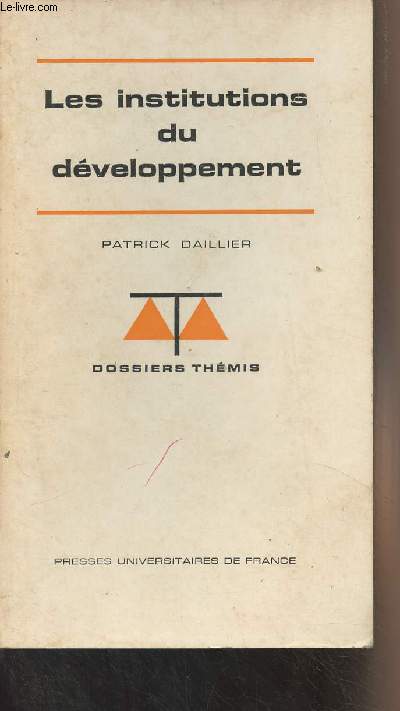 Le-livre.com
Les institutions
du
développement
PATRICK DAILLIER
DOSSIERS THÉMIS
PRESSES UNIVERSITAIRES DE FRANCE